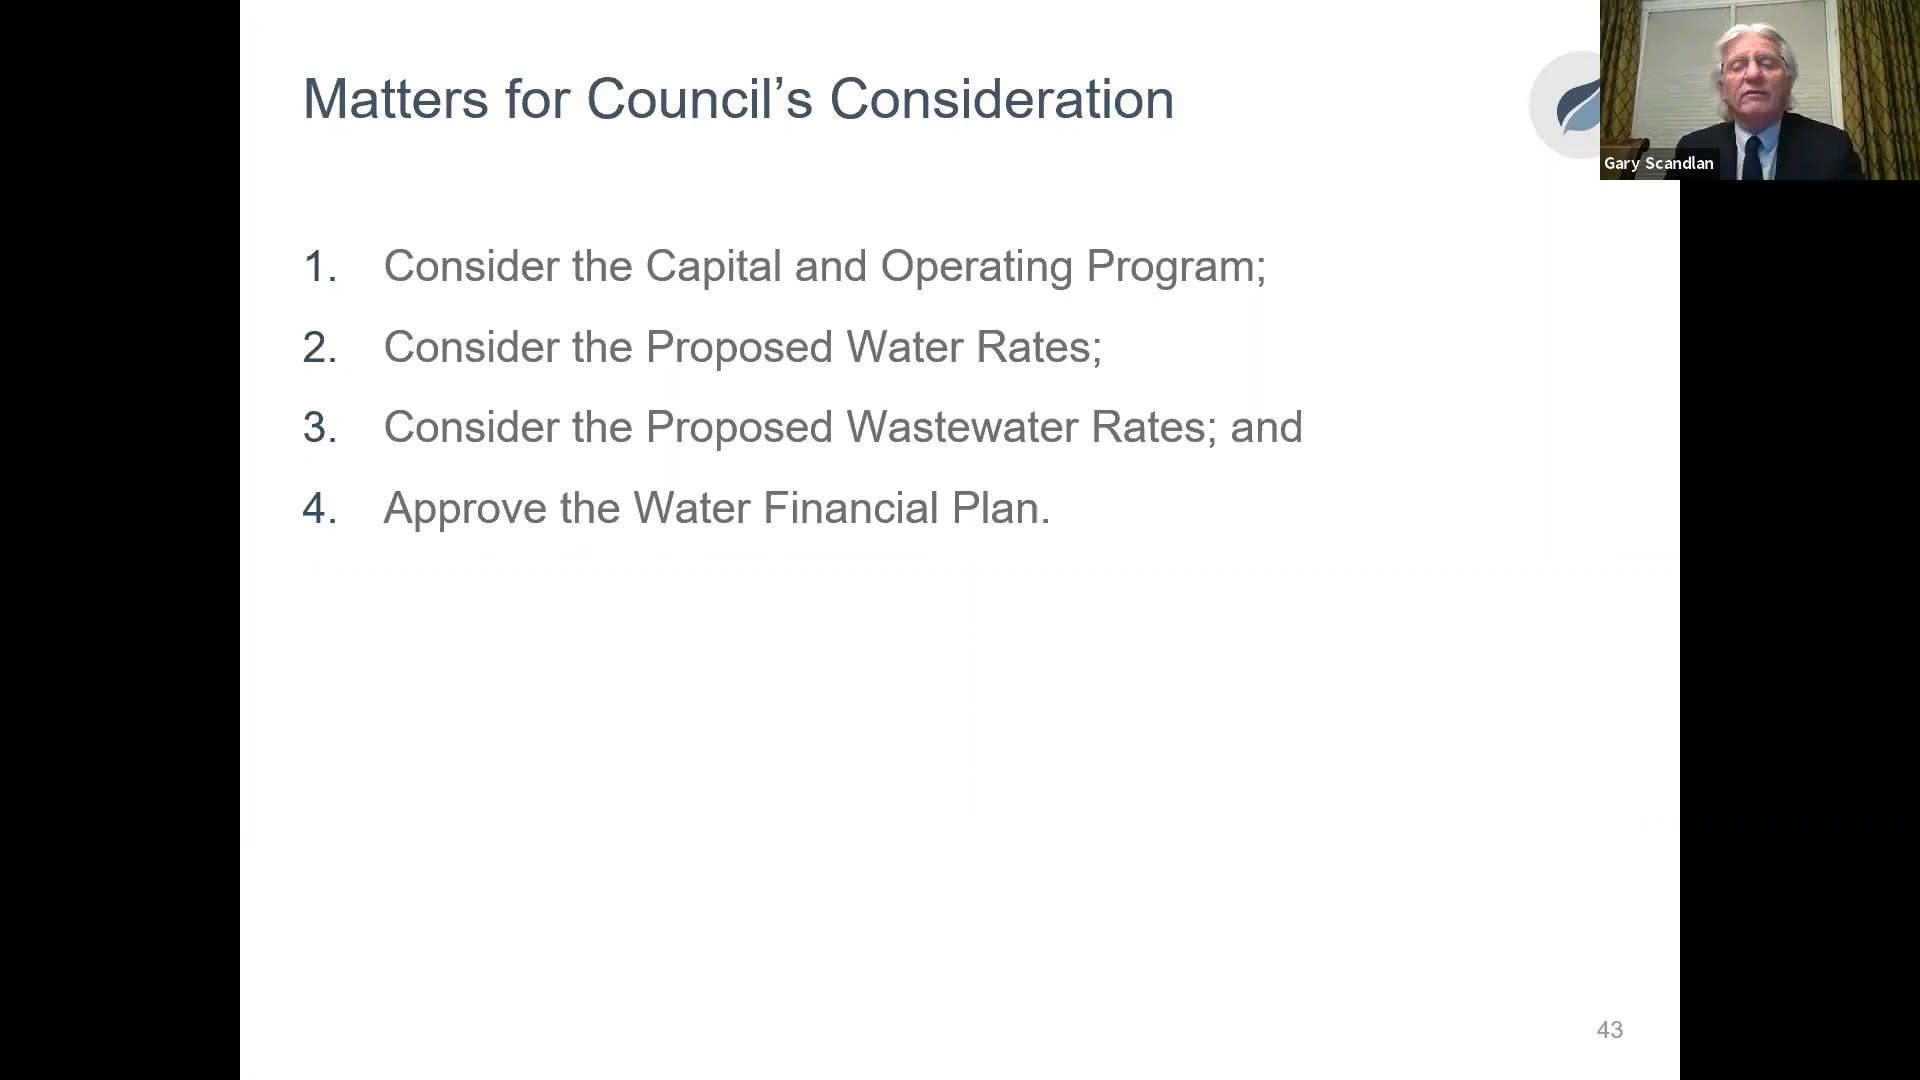 Matters for Council’s Consideration
Gary Scandlan
1. Consider the Capital and Operating Program;
2. Consider the Proposed Water Rates;
3. Consider the Proposed Wastewater Rates; and
4. Approve the Water Financial Plan.
43